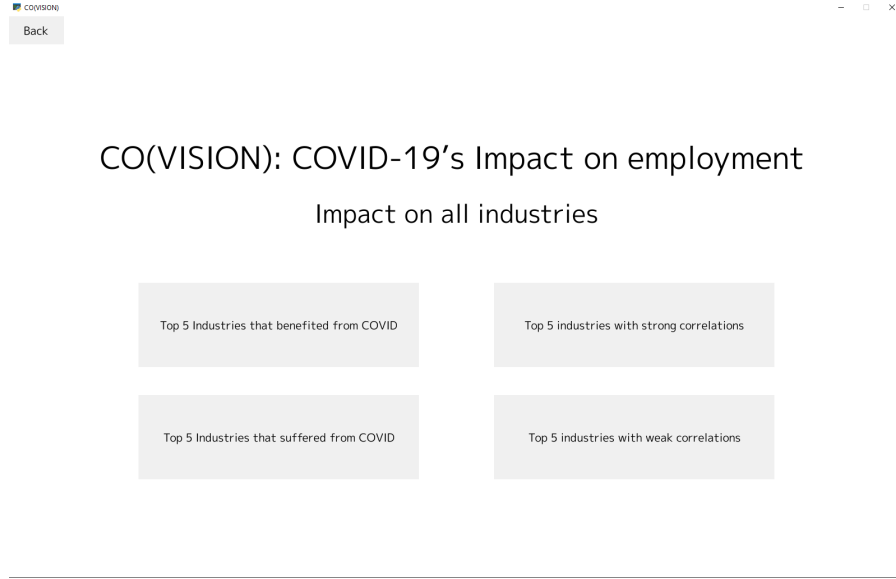 CO(VISION)
Back
CO(VISION): COVID-19’s Impact on employment
Impact on all industries
Top 5 Industries that benefited from COVID
Top 5 industries with strong correlations
Top 5 Industries that suffered from COVID
Top 5 industries with weak correlations